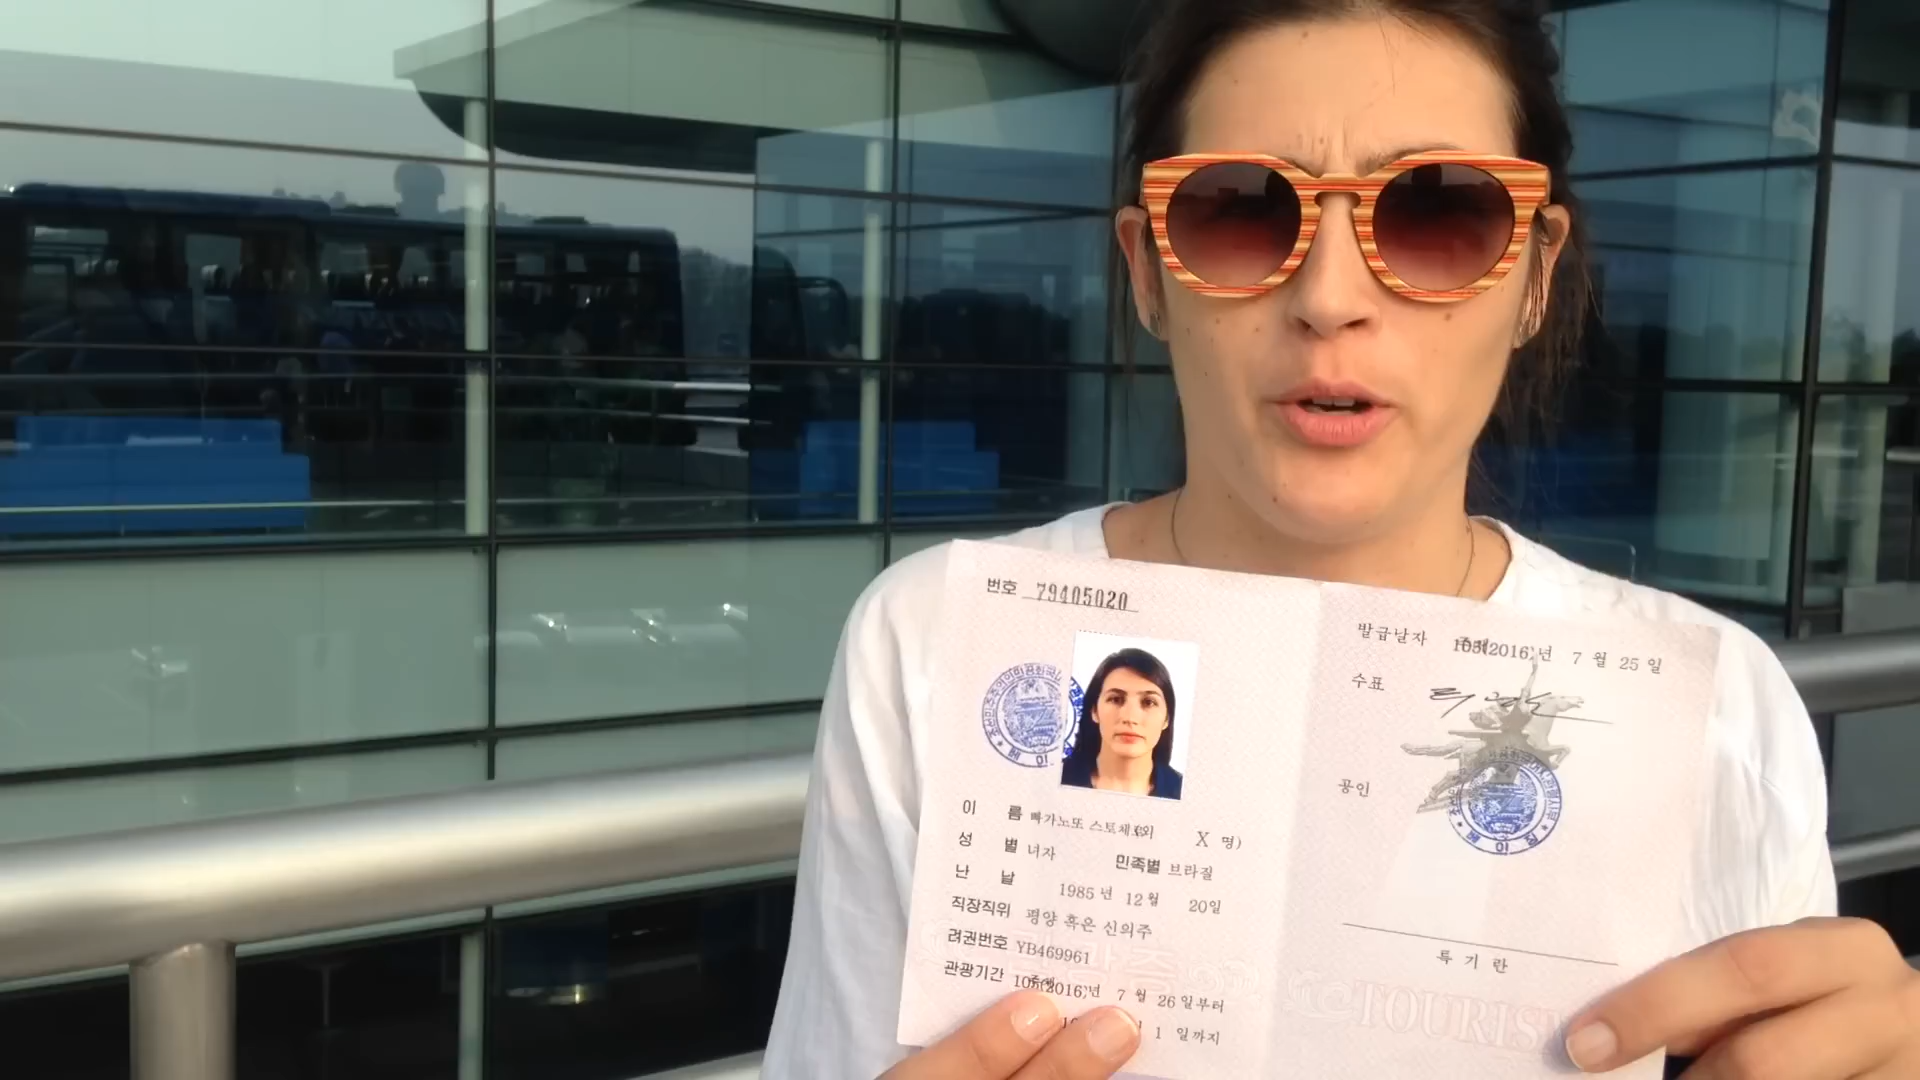 번호 79405020
이 름 빠가노또 스토체 외 X 명)
성 별 녀자 민족별 브라질
난 날 1985 년 12 월 20일
직장직위 평양 혹은 신의주
려권번호 YB469961
관광기간 105(2016)년 7 월 26 일부터
1 일까지
발급날자 105(2016)년 7 월 25 일
수표
공인
특 기 란
TOURIS